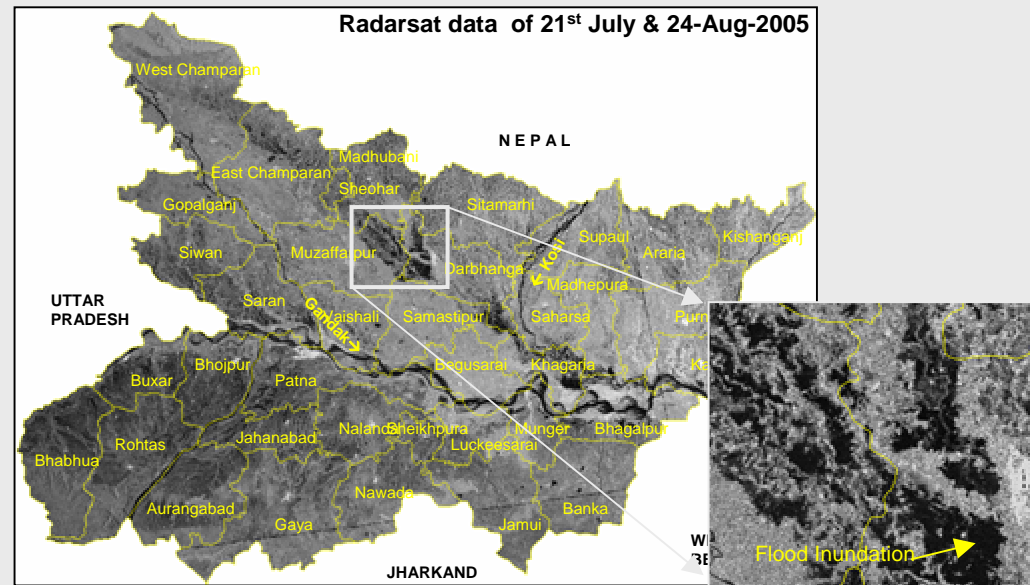 Radarsat data of 21st July & 24-Aug-2005
West Champaran
N E P A L
Madhubani
East Champaran
Sheohar
Gopalganj
Sitamarhi
Kishanganj
Supaul
Araria
Siwan
Muzaffarpur
Darbhanga
← Kosi
Madhepura
UTTAR
PRADESH
Saran
Vaishali
Samastipur
Saharsa
Gandak →
Begusarai
Khagaria
Buxar
Bhojpur
Patna
Nalanda
Sheikhpura
Munger
Bhagalpur
Rohtas
Jahanabad
Luckeesarai
Bhabhua
Nawada
Aurangabad
Gaya
Jamui
Banka
JHARKAND
Flood Inundation